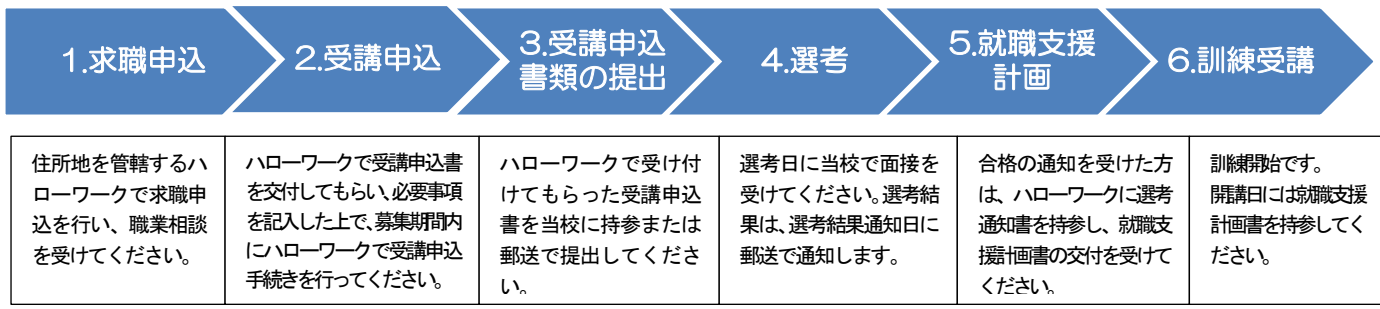 1.求職申込
2.受講申込
3.受講申込
書類の提出
4.選考
5.就職支援
計画
6.訓練受講
住所地を管轄するハ
ローワークで求職申
込を行い、職業相談
を受けてください。
ハローワークで受講申込書
を交付してもらい、必要事項
を記入した上で、募集期間内
にハローワークで受講申込
手続きを行ってください。
ハローワークで受け付
けてもらった受講申込
書を当校に持参または
郵送で提出してくださ
い。
選考日に当校で面接を
受けてください。選考結
果は、選考結果通知日に
郵送で通知します。
合格の通知を受けた方
は、ハローワークに選考
通知書を持参し、就職支
援計画書の交付を受けて
ください。
訓練開始です。
開講日には就職支援
計画書を持参してく
ださい。